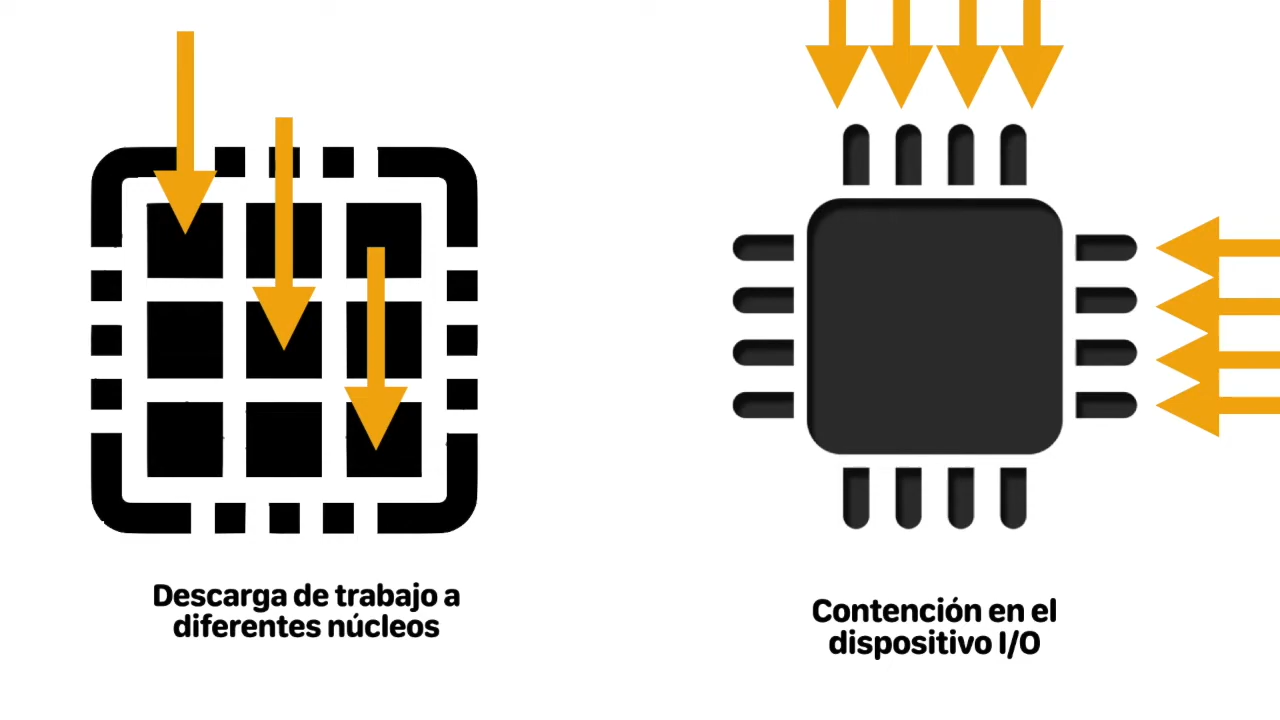 Descarga de trabajo a
diferentes núcleos
Contención en el
dispositivo I/O